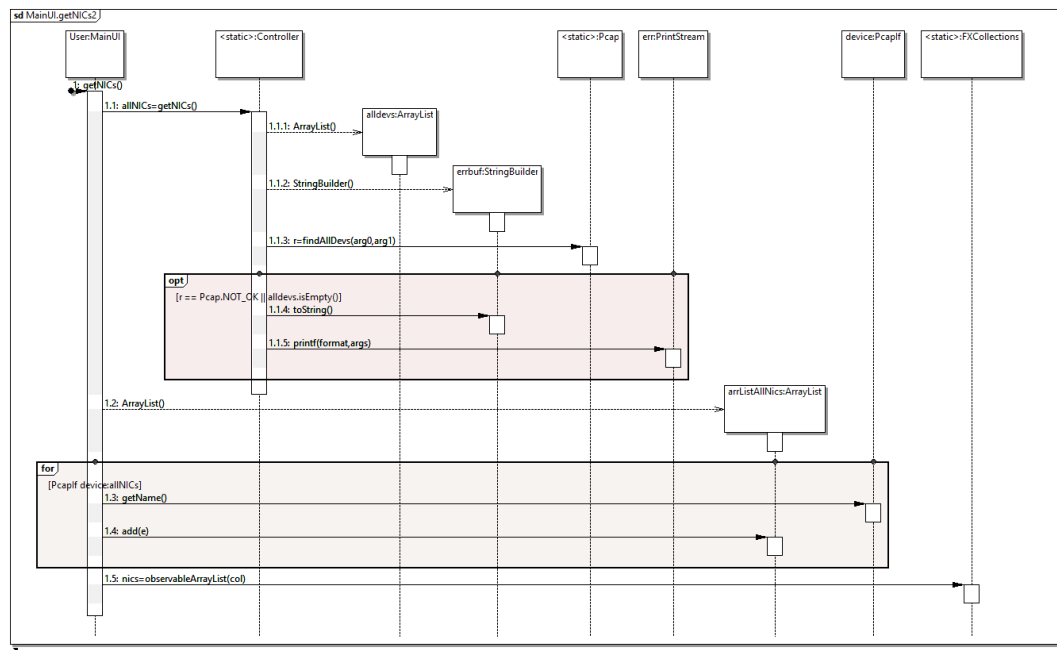 sd MainUI.getNICs2
User:MainUI
<static>:Controller
<static>:Pcap
err:PrintStream
device:PcapIf
<static>:FXCollections
1: getNICs()
1.1: allNICs=getNICs()
alldevs:ArrayList
1.1.1: ArrayList()
errbuf:StringBuilder
1.1.2: StringBuilder()
1.1.3: r=findAllDevs(arg0,arg1)
opt
[r == Pcap.NOT_OK || alldevs.isEmpty()]
1.1.4: toString()
1.1.5: printf(format,args)
arrListAllNics:ArrayList
1.2: ArrayList()
for
[PcapIf device:allNICs]
1.3: getName()
1.4: add(e)
1.5: nics=observableArrayList(col)